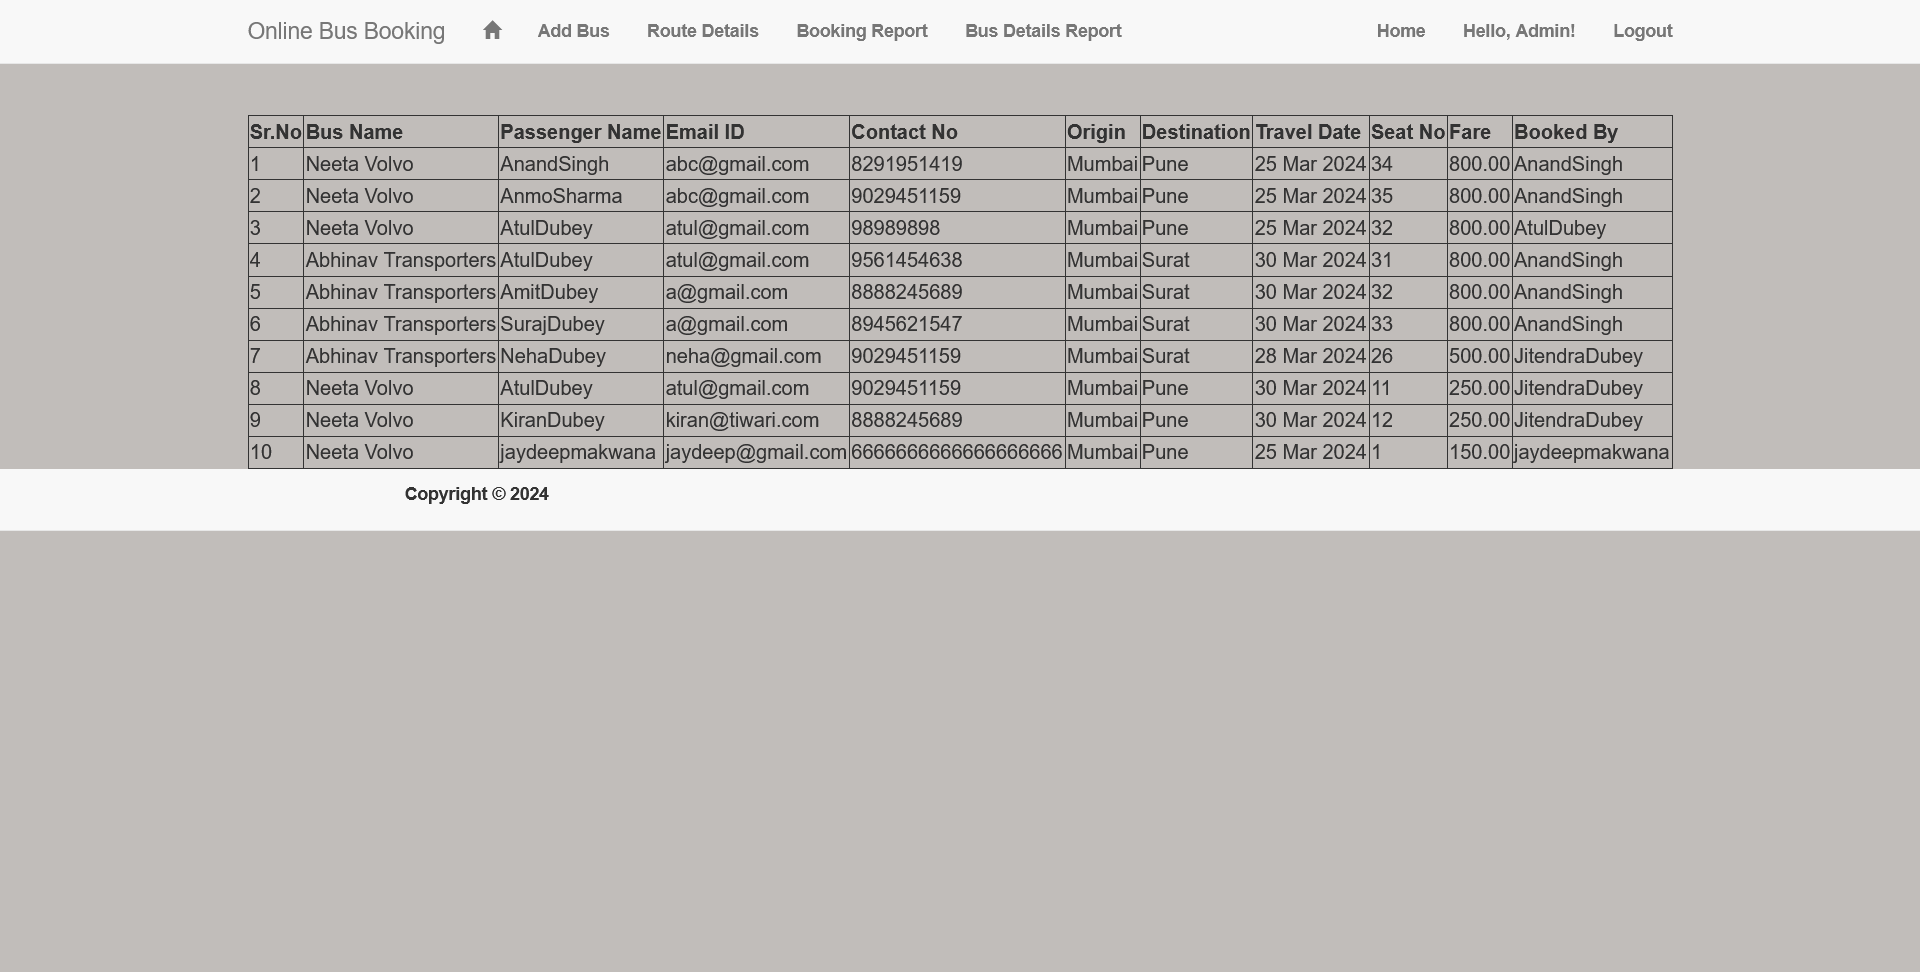 Online Bus Booking Add Bus Route Details Booking Report Bus Details Report Home Hello, Admin! Logout
Sr.No Bus Name Passenger Name Email ID Contact No Origin Destination Travel Date Seat No Fare Booked By
1 Neeta Volvo AnandSingh abc@gmail.com 8291951419 Mumbai Pune 25 Mar 2024 34 800.00 AnandSingh
2 Neeta Volvo AnmoSharma abc@gmail.com 9029451159 Mumbai Pune 25 Mar 2024 35 800.00 AnandSingh
3 Neeta Volvo AtulDubey atul@gmail.com 98989898 Mumbai Pune 25 Mar 2024 32 800.00 AtulDubey
4 Abhinav Transporters AtulDubey atul@gmail.com 9561454638 Mumbai Surat 30 Mar 2024 31 800.00 AnandSingh
5 Abhinav Transporters AmitDubey a@gmail.com 8888245689 Mumbai Surat 30 Mar 2024 32 800.00 AnandSingh
6 Abhinav Transporters SurajDubey a@gmail.com 8945621547 Mumbai Surat 30 Mar 2024 33 800.00 AnandSingh
7 Abhinav Transporters NehaDubey neha@gmail.com 9029451159 Mumbai Surat 28 Mar 2024 26 500.00 JitendraDubey
8 Neeta Volvo AtulDubey atul@gmail.com 9029451159 Mumbai Pune 30 Mar 2024 11 250.00 JitendraDubey
9 Neeta Volvo KiranDubey kiran@tiwari.com 8888245689 Mumbai Pune 30 Mar 2024 12 250.00 JitendraDubey
10 Neeta Volvo jaydeepmakwana jaydeep@gmail.com 6666666666666666666 Mumbai Pune 25 Mar 2024 1 150.00 jaydeepmakwana
Copyright © 2024